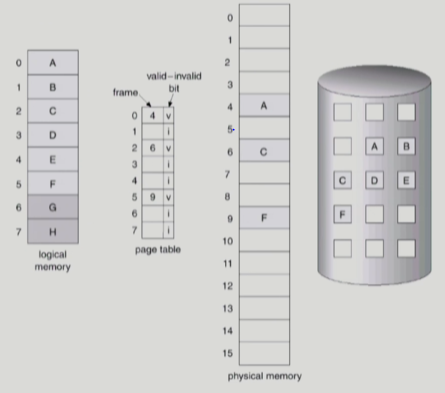 0 A
1 B
2 C
3 D
4 E
5 F
6 G
7 H
logical
memory
valid–invalid
bit
frame
0 4 v
1 i
2 6 v
3 i
4 i
5 9 v
6 i
7 i
page table
0
1
2
3
4 A
5
6 C
7
8
9 F
10
11
12
13
14
15
physical memory
A B
C D E
F